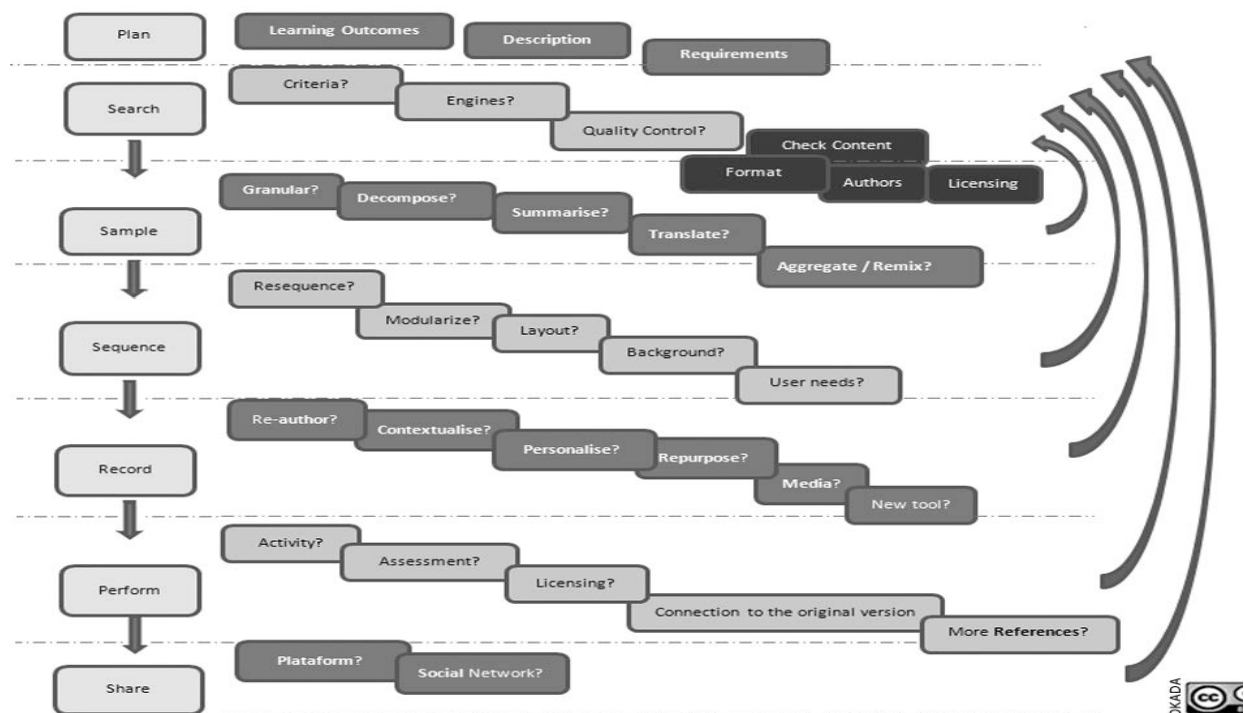 Plan
Learning Outcomes
Description
Requirements
Search
Criteria?
Engines?
Quality Control?
Check Content
Format
Authors
Licensing
Sample
Granular?
Decompose?
Summarise?
Translate?
Aggregate / Remix?
Sequence
Resequence?
Modularize?
Layout?
Background?
User needs?
Record
Re-author?
Contextualise?
Personalise?
Repurpose?
Media?
New tool?
Perform
Activity?
Assessment?
Licensing?
Connection to the original version
More References?
Share
Plataform?
Social Network?
OKADA
cc